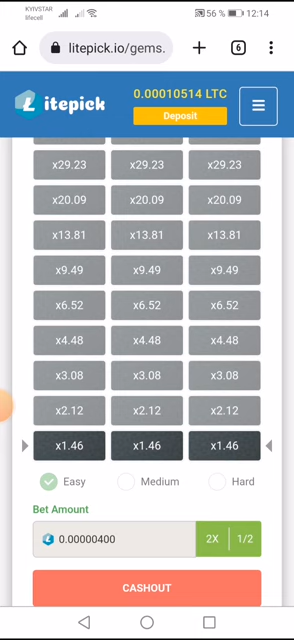 KYIVSTAR
lifecell
56 %
12:14
litepick.io/gems.
6
itepick
0.00010514 LTC
Deposit
x29.23 x29.23 x29.23
x20.09 x20.09 x20.09
x13.81 x13.81 x13.81
x9.49 x9.49 x9.49
x6.52 x6.52 x6.52
x4.48 x4.48 x4.48
x3.08 x3.08 x3.08
x2.12 x2.12 x2.12
x1.46 x1.46 x1.46
Easy Medium Hard
Bet Amount
0.00000400 2X 1/2
CASHOUT